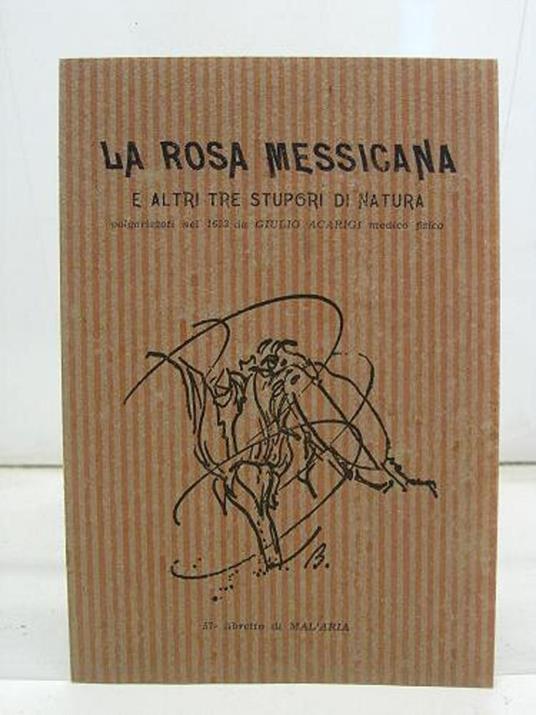 LA ROSA MESSICANA
E ALTRI TRE STUPORI DI NATURA
volgarizzati nel 1653 da GIULIO ACARIGI medico fisico
B.
57° libretto di MAL'ARIA